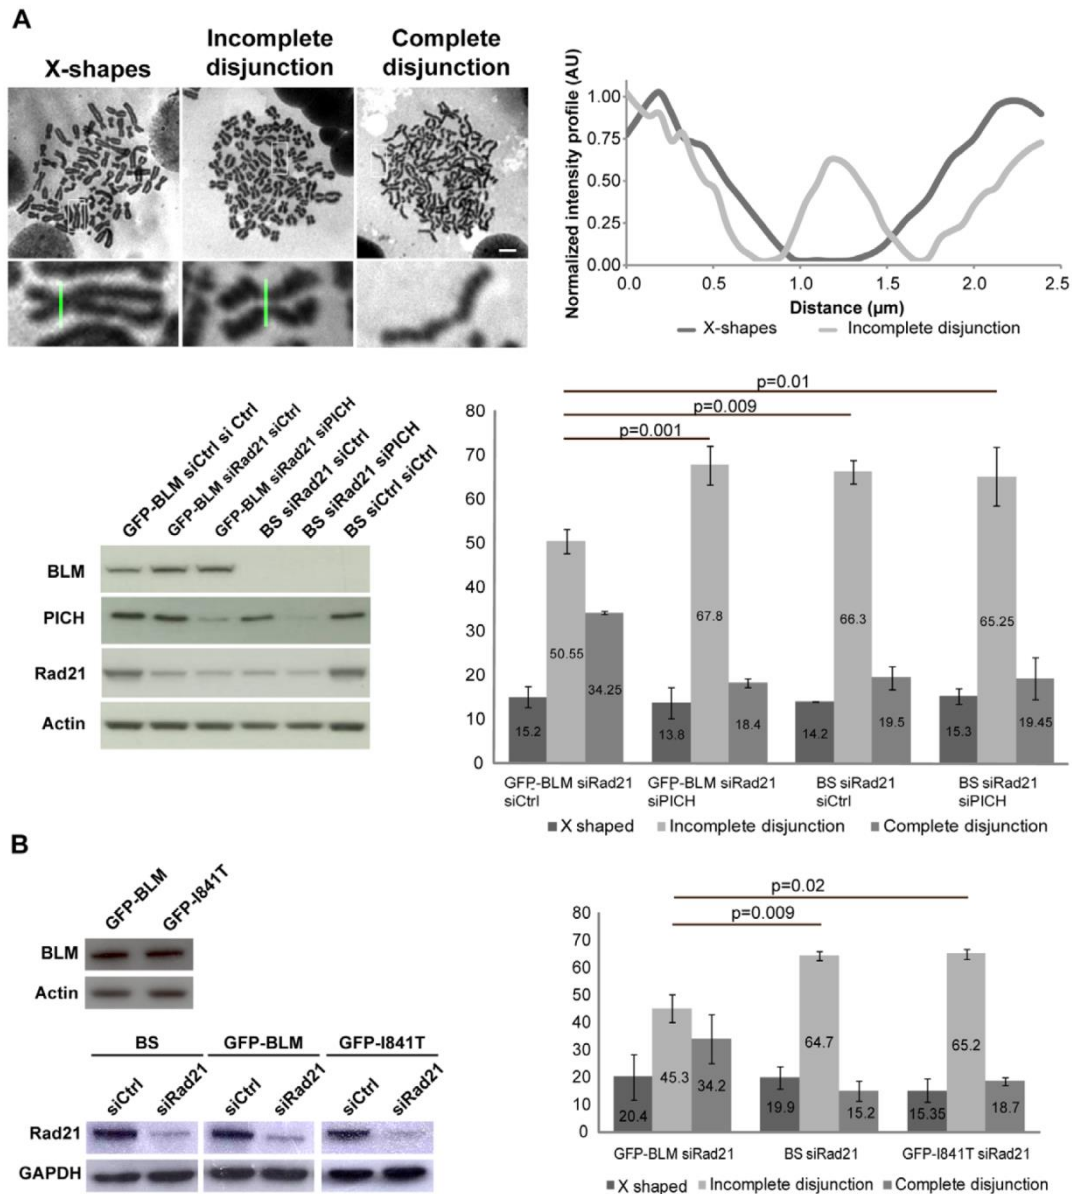 A
X-shapes
Incomplete
disjunction
Complete
disjunction
Normalized intensity profile (AU)
1.00
0.75
0.50
0.25
0.00
0.0
0.5
1.0
1.5
2.0
2.5
Distance (µm)
X-shapes
Incomplete disjunction
GFP-BLM siCtrl si Ctrl
GFP-BLM siRad21 siCtrl
GFP-BLM siRad21 siPICH
BS siRad21 siCtrl
BS siRad21 siPICH
BS siCtrl siCtrl
BLM
PICH
Rad21
Actin
p=0.01
p=0.009
p=0.001
80
70
60
50
40
30
20
10
0
15.2
50.55
34.25
13.8
67.8
18.4
14.2
66.3
19.5
15.3
65.25
19.45
GFP-BLM siRad21
siCtrl
GFP-BLM siRad21
siPICH
BS siRad21
siCtrl
BS siRad21
siPICH
X shaped
Incomplete disjunction
Complete disjunction
B
GFP-BLM
GFP-I841T
BLM
Actin
BS
GFP-BLM
GFP-I841T
siCtrl
siRad21
siCtrl
siRad21
siCtrl
siRad21
Rad21
GAPDH
p=0.02
p=0.009
80
70
60
50
40
30
20
10
0
20.4
45.3
34.2
19.9
64.7
15.2
15.35
65.2
18.7
GFP-BLM siRad21
BS siRad21
GFP-I841T siRad21
X shaped
Incomplete disjunction
Complete disjunction